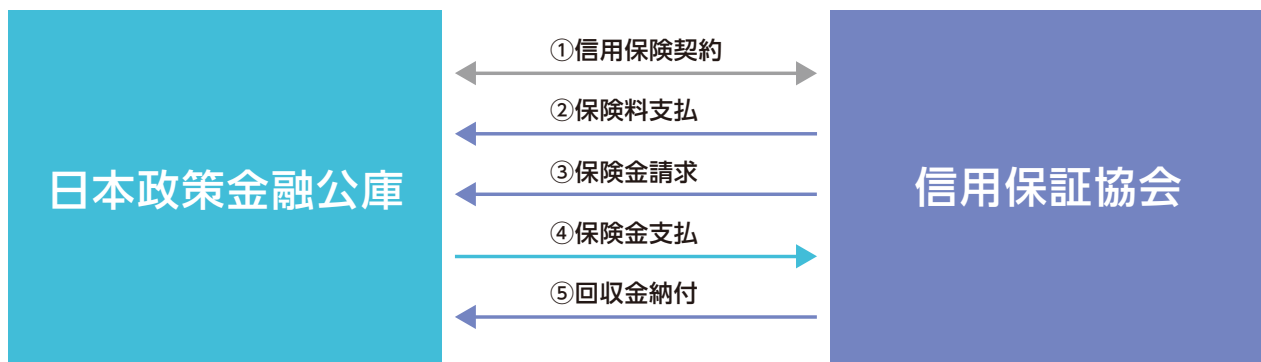 日本政策金融公庫
①信用保険契約
②保険料支払
③保険金請求
④保険金支払
⑤回収金納付
信用保証協会